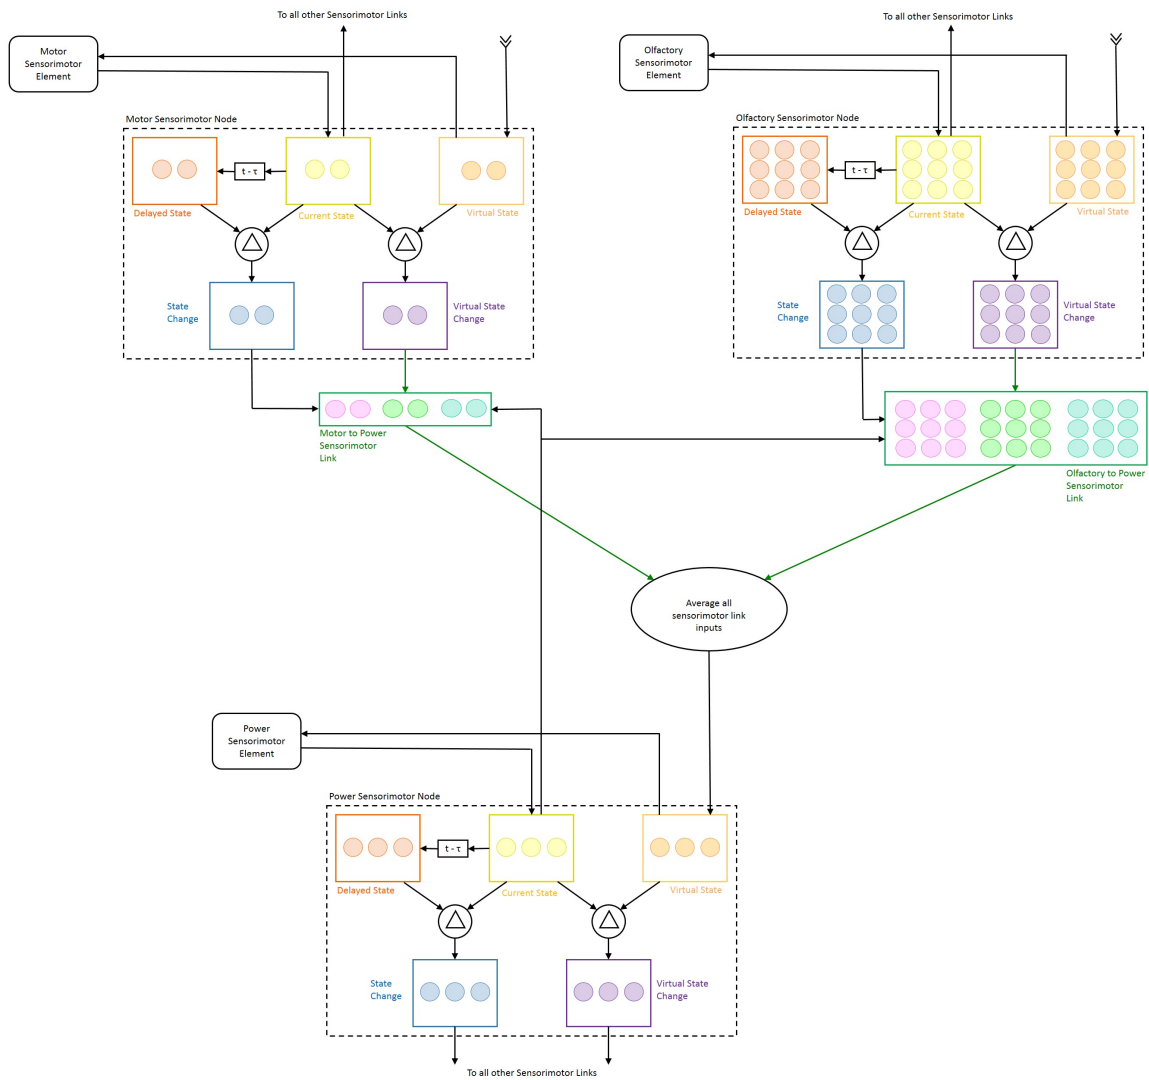 To all other Sensorimotor Links
To all other Sensorimotor Links
Motor
Sensorimotor
Element
Olfactory
Sensorimotor
Element
Motor Sensorimotor Node
Olfactory Sensorimotor Node
t - τ
t - τ
Delayed State
Current State
Virtual State
Delayed State
Current State
Virtual State
State
Change
Virtual State
Change
State
Change
Virtual State
Change
Motor to Power
Sensorimotor
Link
Olfactory to Power
Sensorimotor
Link
Average all
sensorimotor link
inputs
Power
Sensorimotor
Element
Power Sensorimotor Node
t - τ
Delayed State
Current State
Virtual State
State
Change
Virtual State
Change
To all other Sensorimotor Links